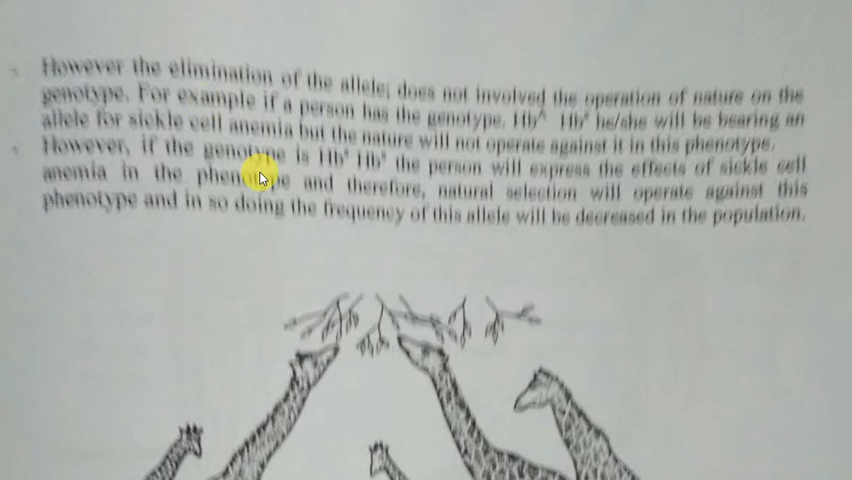 However the elimination of the allele; does not involved the operation of nature on the
genotype. For example if a person has the genotype. Hbᴬ Hbˢ he/she will be bearing an
allele for sickle cell anemia but the nature will not operate against it in this phenotype.
However, if the genotype is Hbˢ Hbˢ the person will express the effects of sickle cell
anemia in the phenotype and therefore, natural selection will operate against this
phenotype and in so doing the frequency of this allele will be decreased in the population.